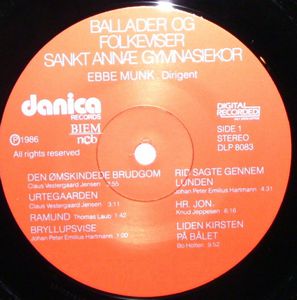 BALLADER OG
FOLKEVISER
SANKT ANNÆ GYMNASIEKOR
EBBE MUNK, Dirigent
danica
RECORDS
BIEM
ncb
℗1986
All rights reserved
DIGITAL
RECORDED
SIDE 1
STEREO
DLP 8083
DEN ØMSKINDEDE BRUDGOM
Claus Vestergaard Jensen 3:55
URTEGAARDEN
Claus Vestergaard Jensen 3:11
RAMUND Thomas Laub 1:42
BRYLLUPSVISE
Johan Peter Emilius Hartmann 1:00
RID SAGTE GENNEM
LUNDEN
Johan Peter Emilius Hartmann 4:31
HR. JON.
Knud Jeppesen 6:16
LIDEN KIRSTEN
PÅ BÅLET
Bo Holten 9:52